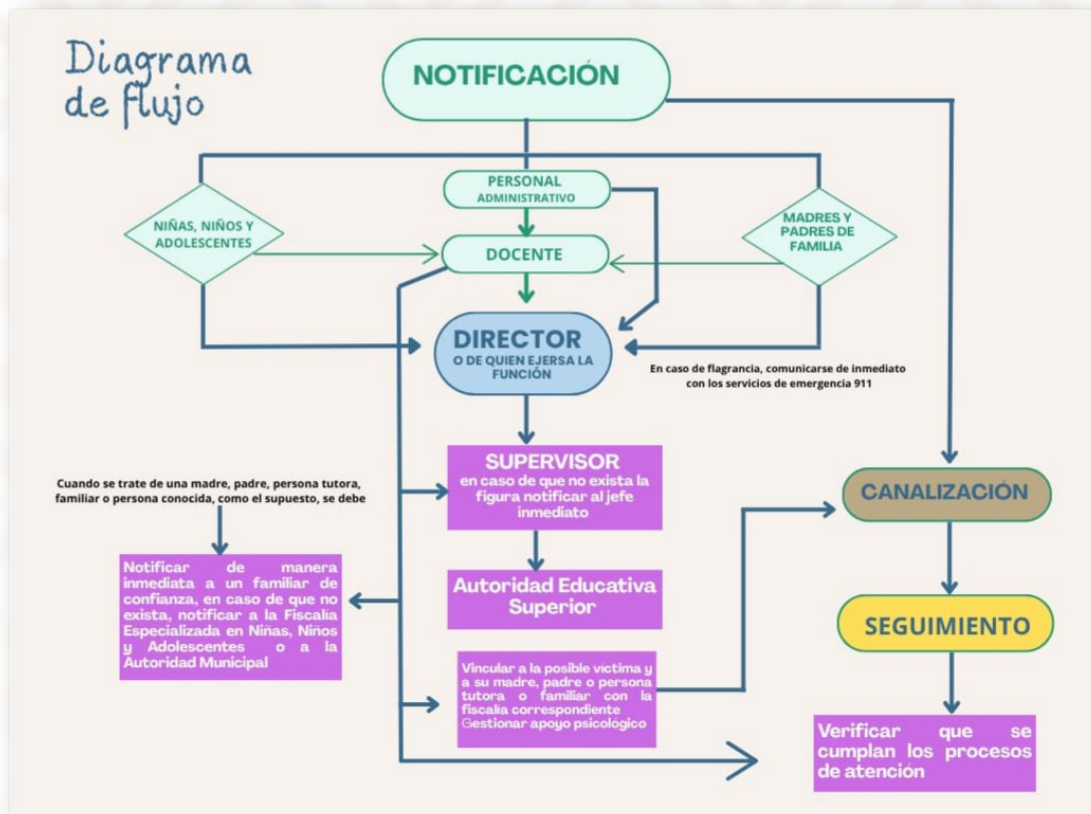 Diagrama
de flujo
NOTIFICACIÓN
PERSONAL
ADMINISTRATIVO
NIÑAS, NIÑOS Y
ADOLESCENTES
MADRES Y
PADRES DE
FAMILIA
DOCENTE
DIRECTOR
O DE QUIEN EJERSA LA
FUNCIÓN
En caso de flagrancia, comunicarse de inmediato
con los servicios de emergencia 911
SUPERVISOR
en caso de que no exista la
figura notificar al jefe
inmediato
Cuando se trate de una madre, padre, persona tutora,
familiar o persona conocida, como el supuesto, se debe
CANALIZACIÓN
Notificar de manera
inmediata a un familiar de
confianza, en caso de que no
exista, notificar a la Fiscalía
Especializada en Niñas, Niños
y Adolescentes o a la
Autoridad Municipal
Autoridad Educativa
Superior
SEGUIMIENTO
Vincular a la posible víctima y
a su madre, padre o persona
tutora o familiar con la
fiscalía correspondiente
Gestionar apoyo psicológico
Verificar que se
cumplan los procesos
de atención